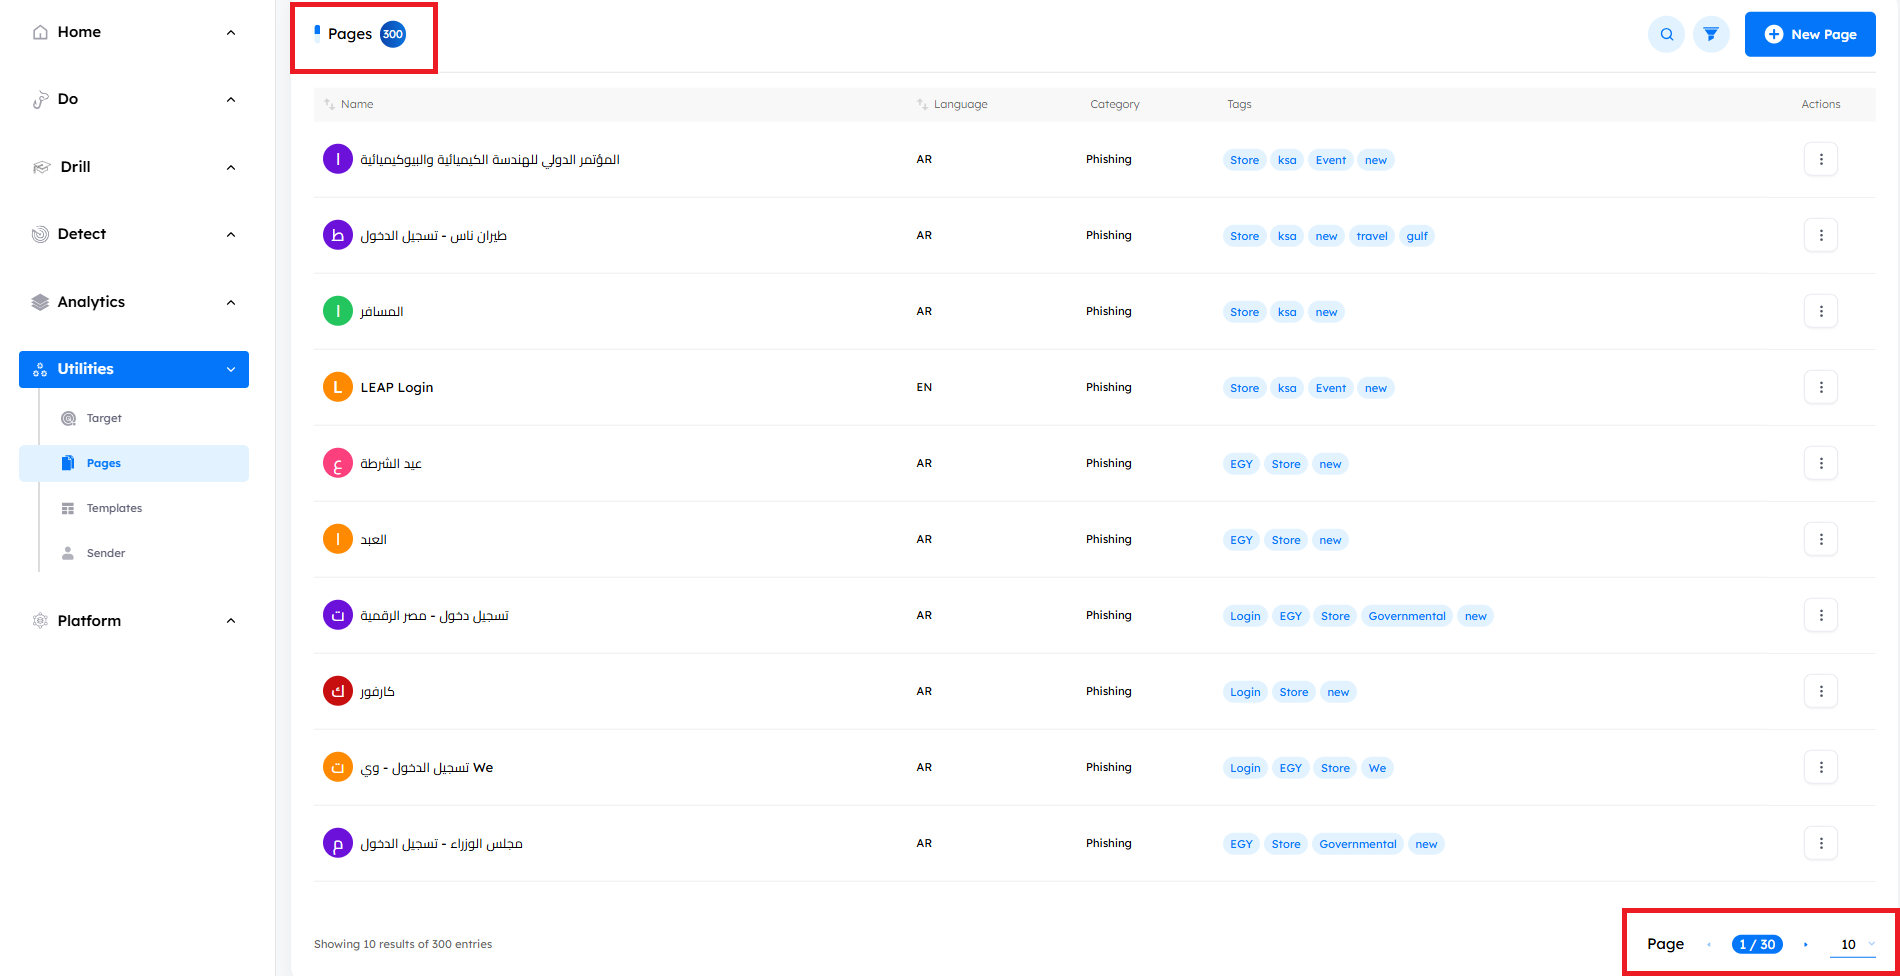 Home
Do
Drill
Detect
Analytics
Utilities
Target
Pages
Templates
Sender
Platform
Pages 300
New Page
Name Language Category Tags Actions
ا المؤتمر الدولي للهندسة الكيميائية والبيوكيميائية AR Phishing Store ksa Event new
ط طيران ناس - تسجيل الدخول AR Phishing Store ksa new travel gulf
ا المسافر AR Phishing Store ksa new
L LEAP Login EN Phishing Store ksa Event new
ع عيد الشرطة AR Phishing EGY Store new
ا العبد AR Phishing EGY Store new
ت تسجيل دخول - مصر الرقمية AR Phishing Login EGY Store Governmental new
ك كارفور AR Phishing Login Store new
ت تسجيل الدخول - وي We AR Phishing Login EGY Store We
م مجلس الوزراء - تسجيل الدخول AR Phishing EGY Store Governmental new
Showing 10 results of 300 entries
Page 1 / 30 10